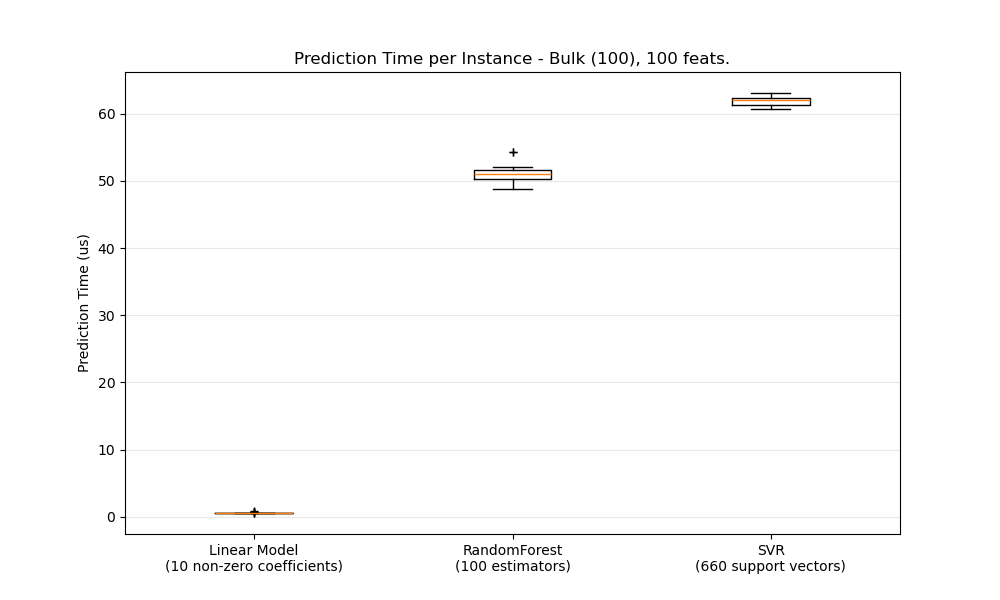 Prediction Time per Instance - Bulk (100), 100 feats.
Prediction Time (us)
60
50
40
30
20
10
0
Linear Model
(10 non-zero coefficients)
RandomForest
(100 estimators)
SVR
(660 support vectors)